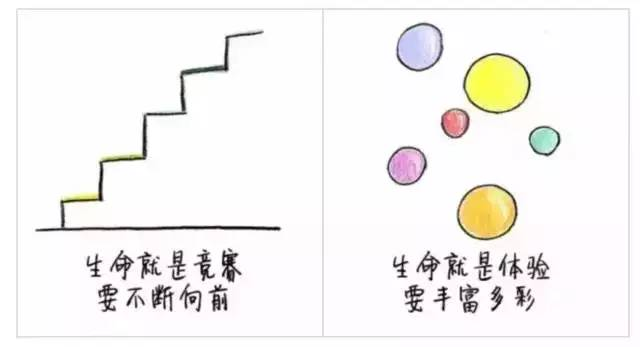 生命就是竞赛
要不断向前
生命就是体验
要丰富多彩